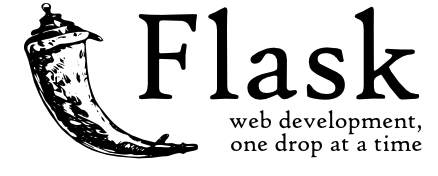 Flask
web development,
one drop at a time